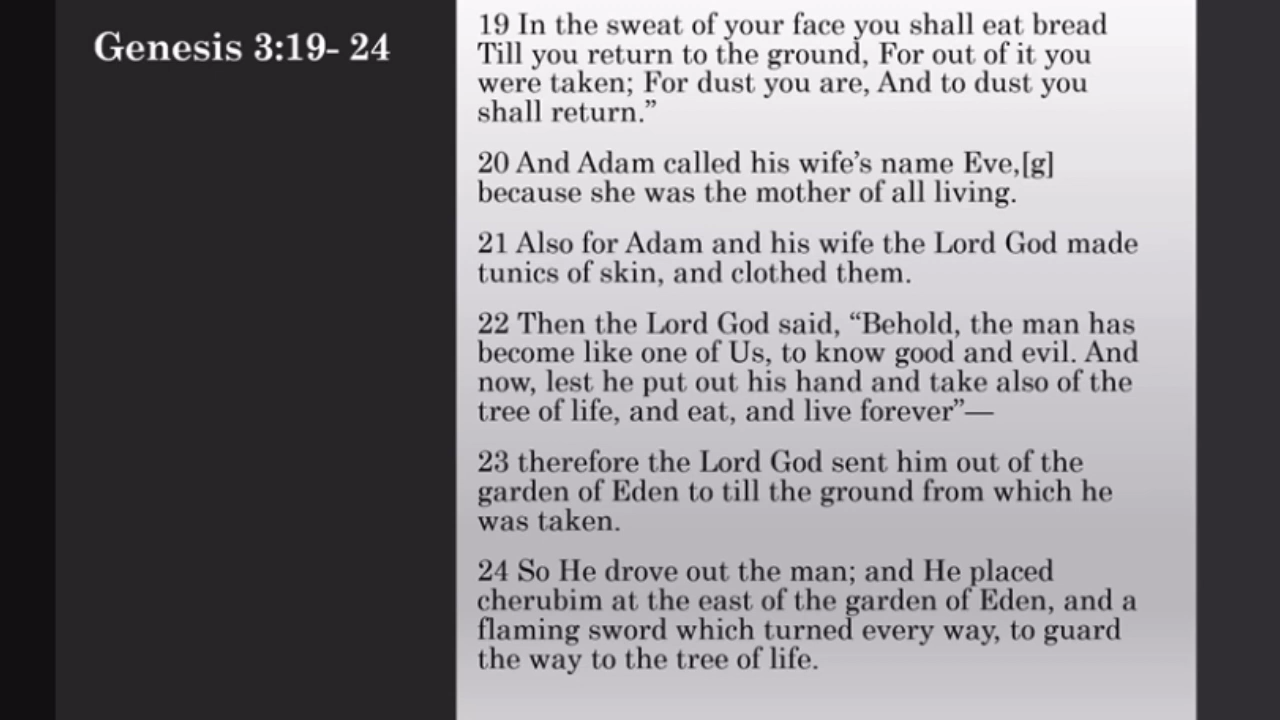 Genesis 3:19- 24
19 In the sweat of your face you shall eat bread
Till you return to the ground, For out of it you
were taken; For dust you are, And to dust you
shall return.”
20 And Adam called his wife’s name Eve,[g]
because she was the mother of all living.
21 Also for Adam and his wife the Lord God made
tunics of skin, and clothed them.
22 Then the Lord God said, “Behold, the man has
become like one of Us, to know good and evil. And
now, lest he put out his hand and take also of the
tree of life, and eat, and live forever”—
23 therefore the Lord God sent him out of the
garden of Eden to till the ground from which he
was taken.
24 So He drove out the man; and He placed
cherubim at the east of the garden of Eden, and a
flaming sword which turned every way, to guard
the way to the tree of life.